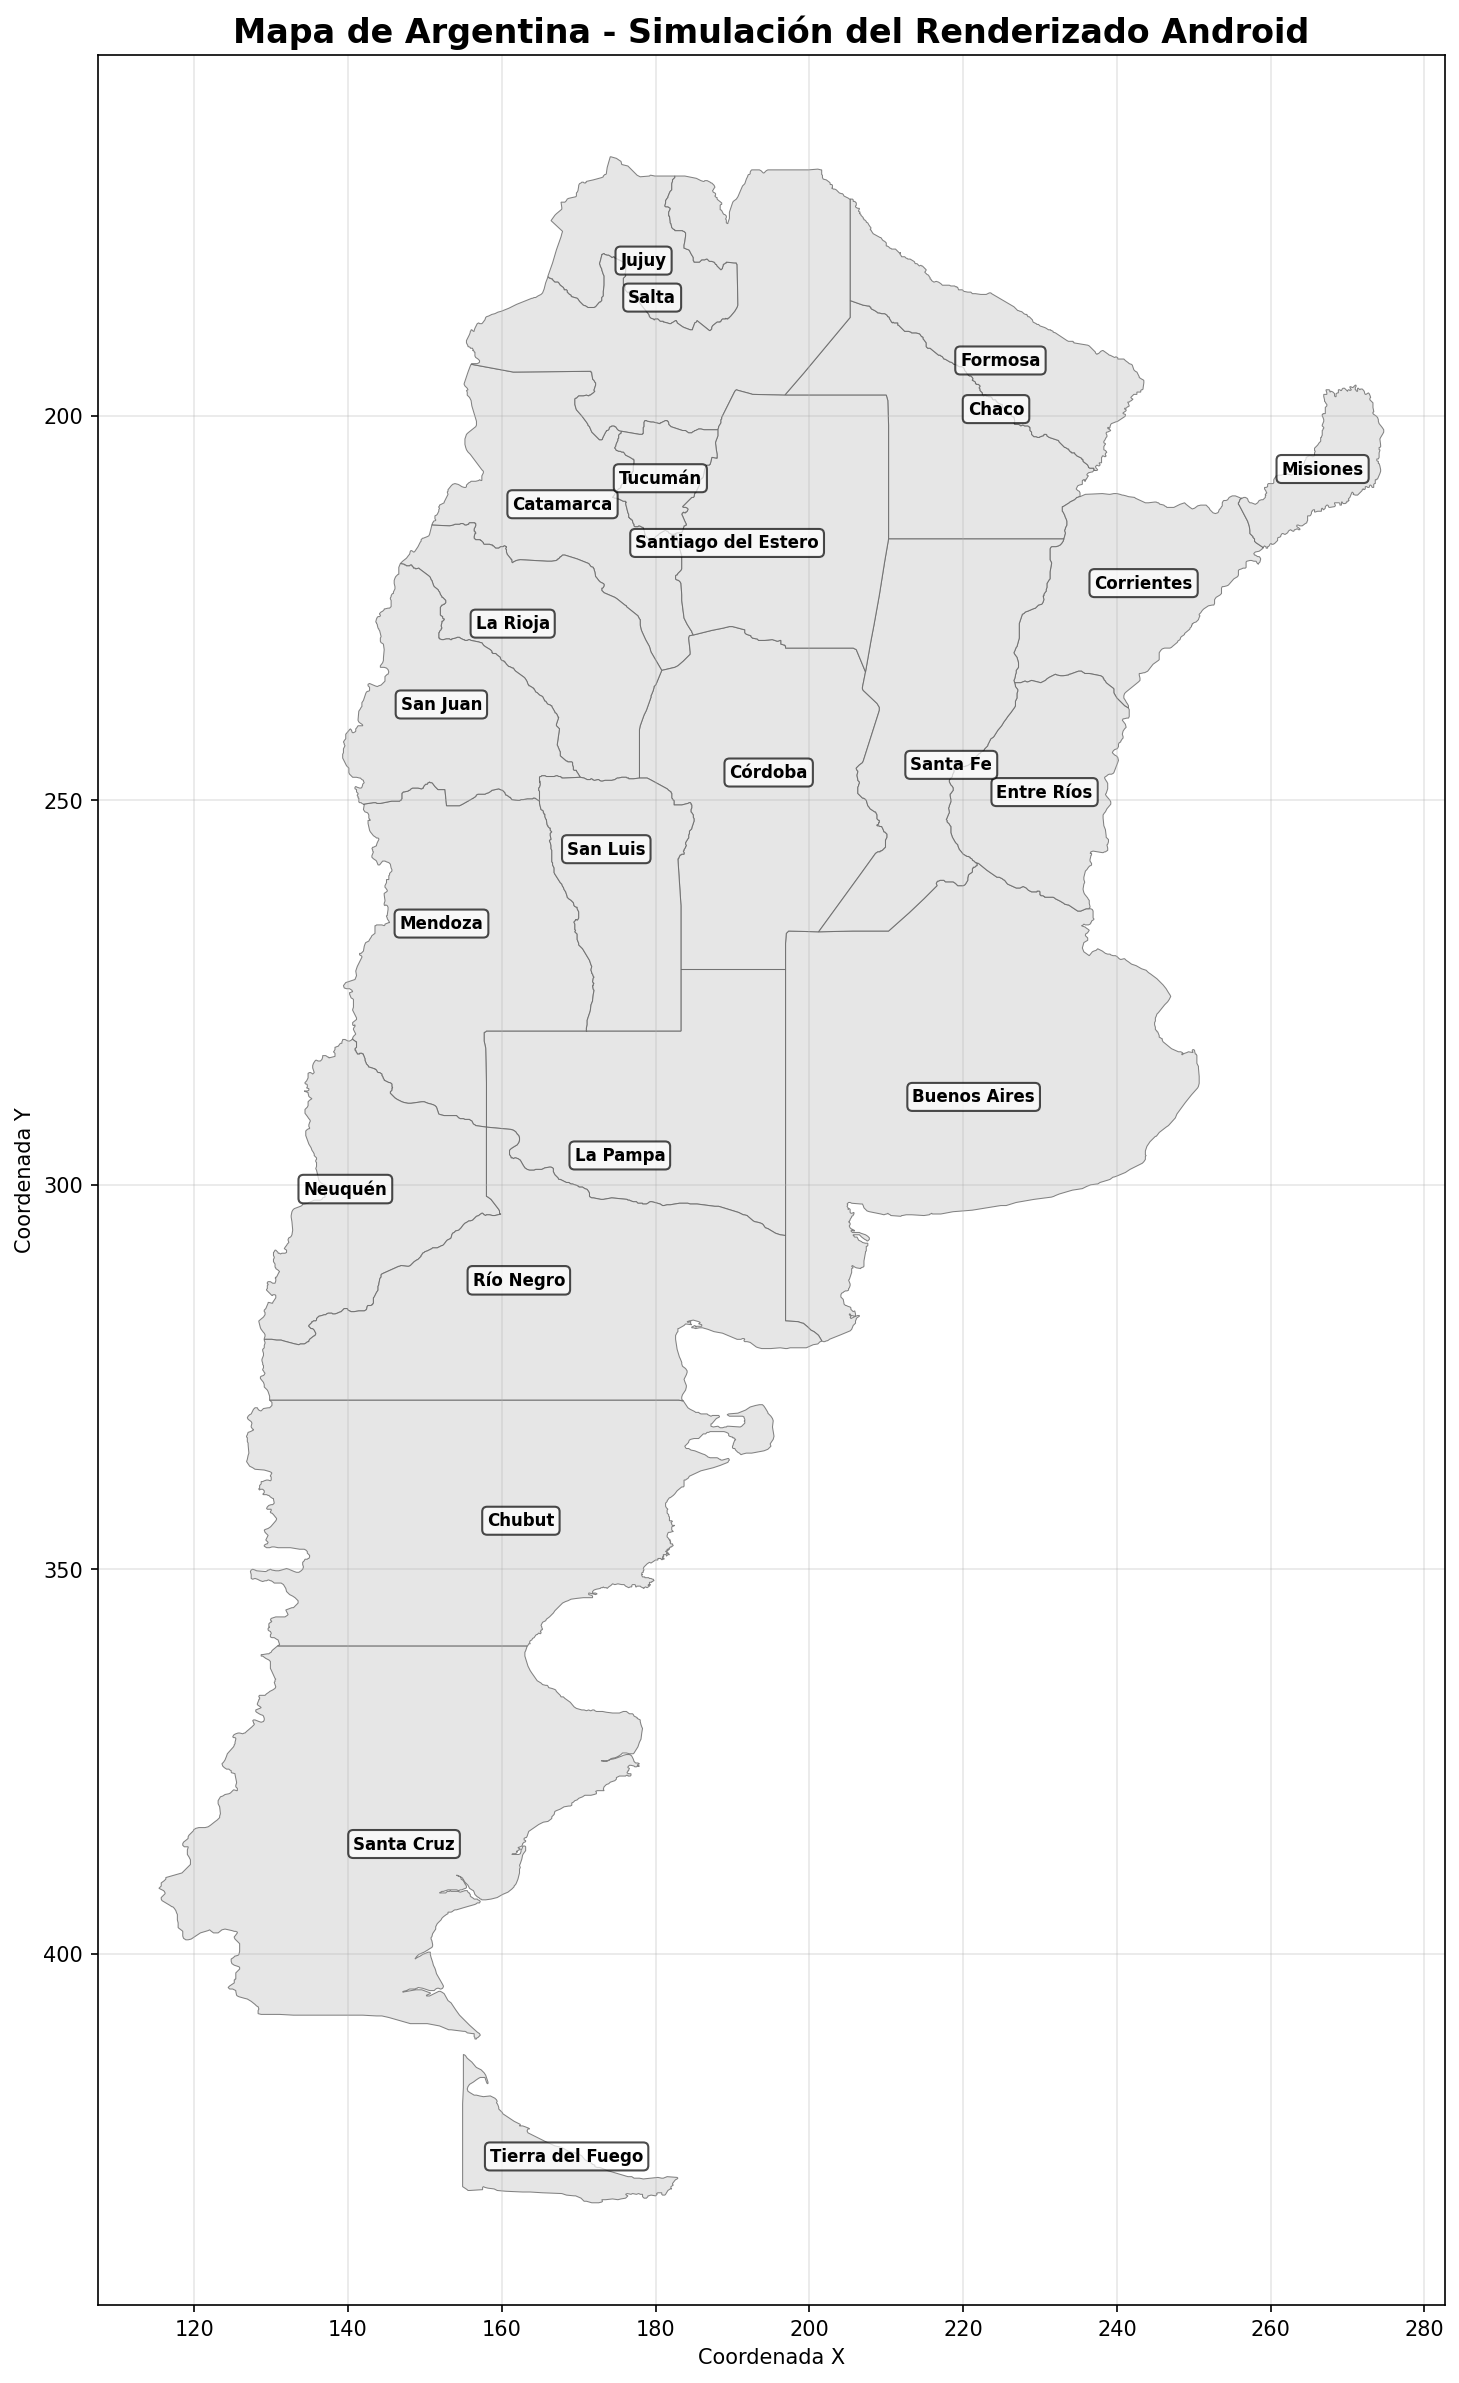 Mapa de Argentina - Simulación del Renderizado Android
Jujuy
Salta
Formosa
Chaco
Misiones
Tucumán
Catamarca
Santiago del Estero
Corrientes
La Rioja
San Juan
Santa Fe
Córdoba
Entre Ríos
San Luis
Mendoza
Buenos Aires
La Pampa
Neuquén
Río Negro
Chubut
Santa Cruz
Tierra del Fuego
Coordenada Y
200
250
300
350
400
120 140 160 180 200 220 240 260 280
Coordenada X